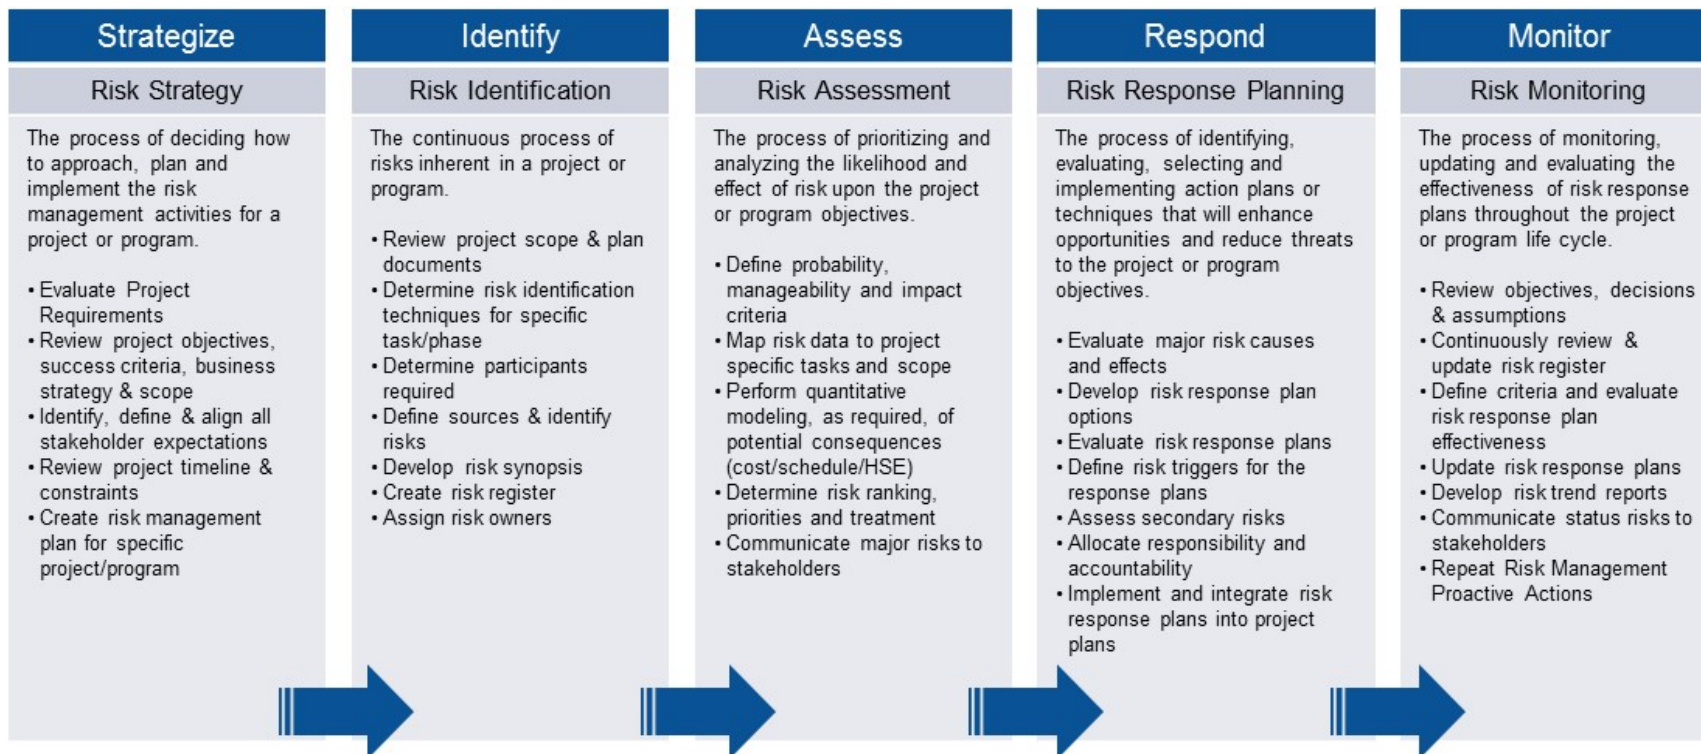 Strategize
Risk Strategy
The process of deciding how
to approach, plan and
implement the risk
management activities for a
project or program.
• Evaluate Project
Requirements
• Review project objectives,
success criteria, business
strategy & scope
• Identify, define & align all
stakeholder expectations
• Review project timeline &
constraints
• Create risk management
plan for specific
project/program
Identify
Risk Identification
The continuous process of
risks inherent in a project or
program.
• Review project scope & plan
documents
• Determine risk identification
techniques for specific
task/phase
• Determine participants
required
• Define sources & identify
risks
• Develop risk synopsis
• Create risk register
• Assign risk owners
Assess
Risk Assessment
The process of prioritizing and
analyzing the likelihood and
effect of risk upon the project
or program objectives.
• Define probability,
manageability and impact
criteria
• Map risk data to project
specific tasks and scope
• Perform quantitative
modeling, as required, of
potential consequences
(cost/schedule/HSE)
• Determine risk ranking,
priorities and treatment
• Communicate major risks to
stakeholders
Respond
Risk Response Planning
The process of identifying,
evaluating, selecting and
implementing action plans or
techniques that will enhance
opportunities and reduce threats
to the project or program
objectives.
• Evaluate major risk causes
and effects
• Develop risk response plan
options
• Evaluate risk response plans
• Define risk triggers for the
response plans
• Assess secondary risks
• Allocate responsibility and
accountability
• Implement and integrate risk
response plans into project
plans
Monitor
Risk Monitoring
The process of monitoring,
updating and evaluating the
effectiveness of risk response
plans throughout the project
or program life cycle.
• Review objectives, decisions
& assumptions
• Continuously review &
update risk register
• Define criteria and evaluate
risk response plan
effectiveness
• Update risk response plans
• Develop risk trend reports
• Communicate status risks to
stakeholders
• Repeat Risk Management
Proactive Actions